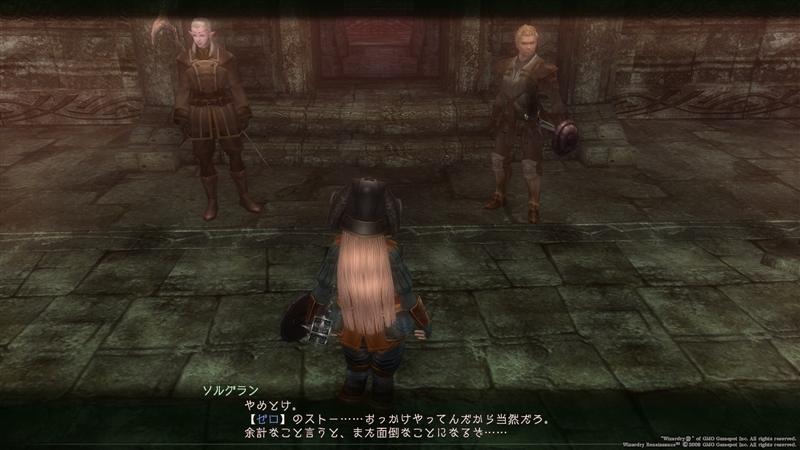 ソルグラン
やめとけ。
【ゼロ】のストー……おっかけやってんだから当然だろ。
余計なこと言うと、また面倒なことになるぞ……
"Wizardry®" of GMO Gamepot Inc. All rights reserved.
Wizardry Renaissance™ © 2009 GMO Gamepot Inc. All rights reserved.